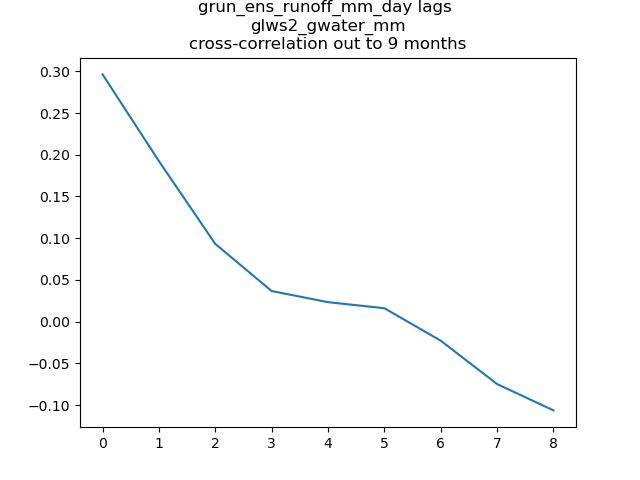 grun_ens_runoff_mm_day lags
glws2_gwater_mm
cross-correlation out to 9 months
0.30
0.25
0.20
0.15
0.10
0.05
0.00
−0.05
−0.10
0 1 2 3 4 5 6 7 8